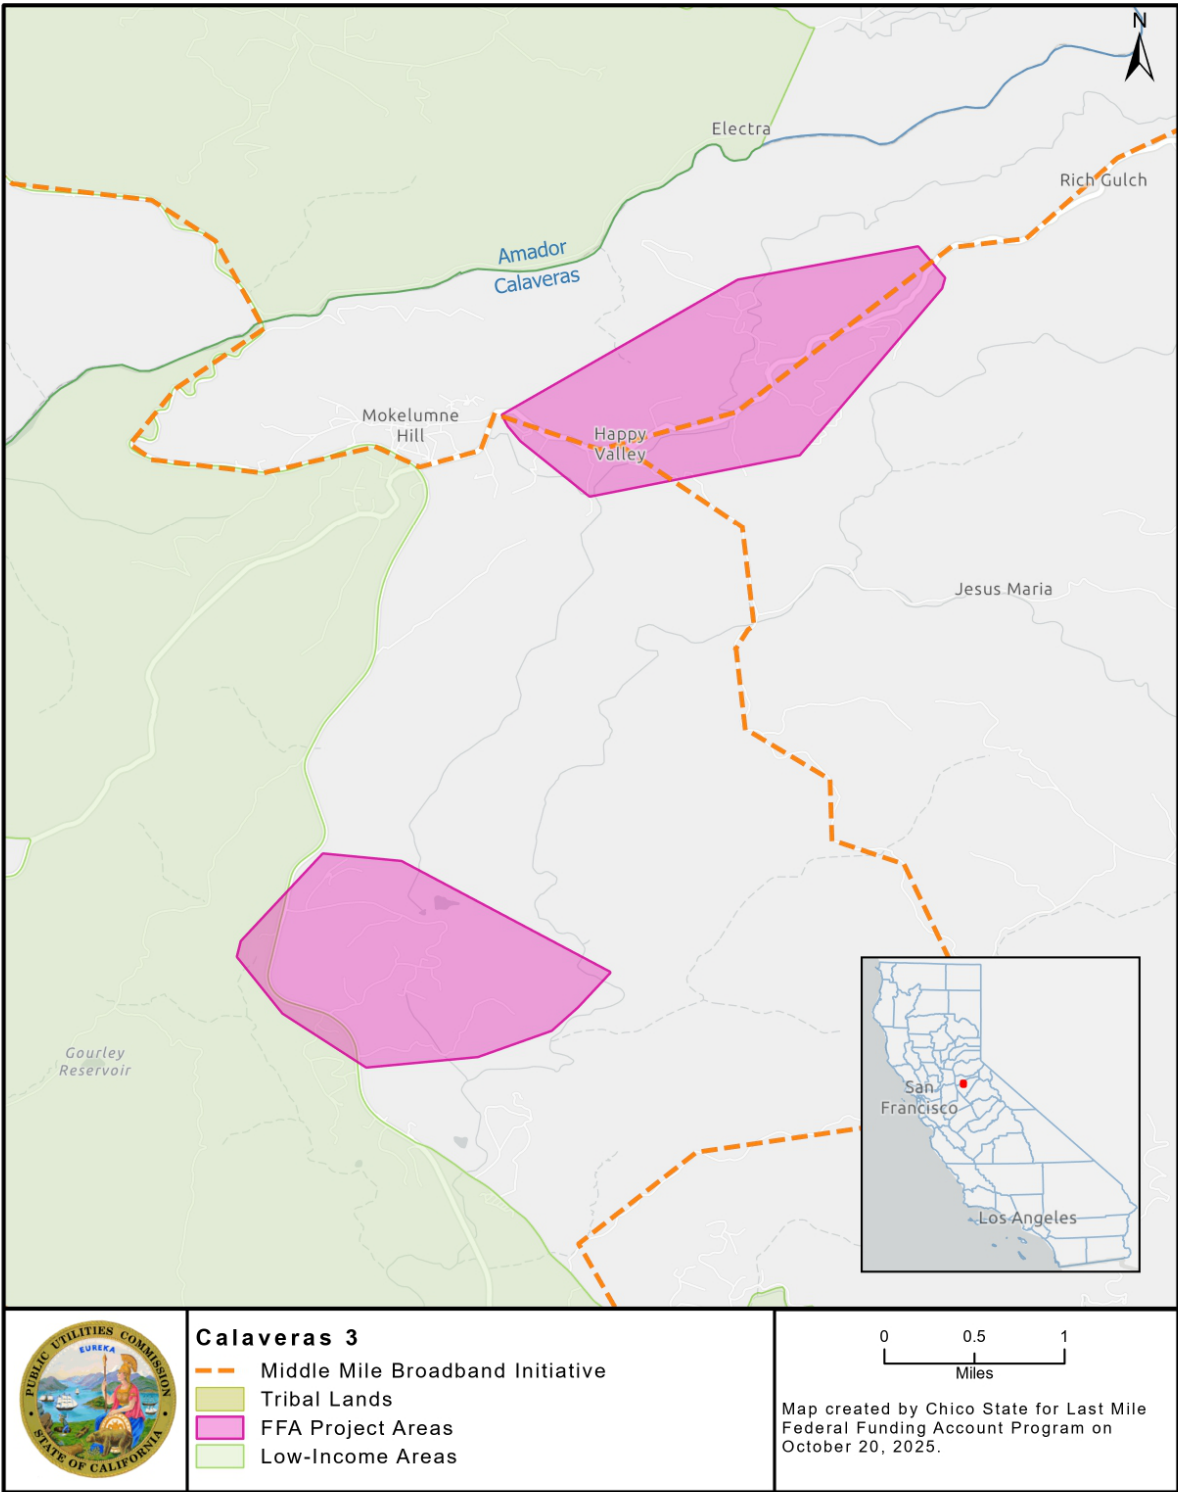 N
Electra
Rich Gulch
Amador
Calaveras
Mokelumne
Hill
Happy
Valley
Jesus Maria
Gourley
Reservoir
San
Francisco
Los Angeles
PUBLIC UTILITIES COMMISSION
EUREKA
STATE OF CALIFORNIA
Calaveras 3
Middle Mile Broadband Initiative
Tribal Lands
FFA Project Areas
Low-Income Areas
0 0.5 1
Miles
Map created by Chico State for Last Mile
Federal Funding Account Program on
October 20, 2025.